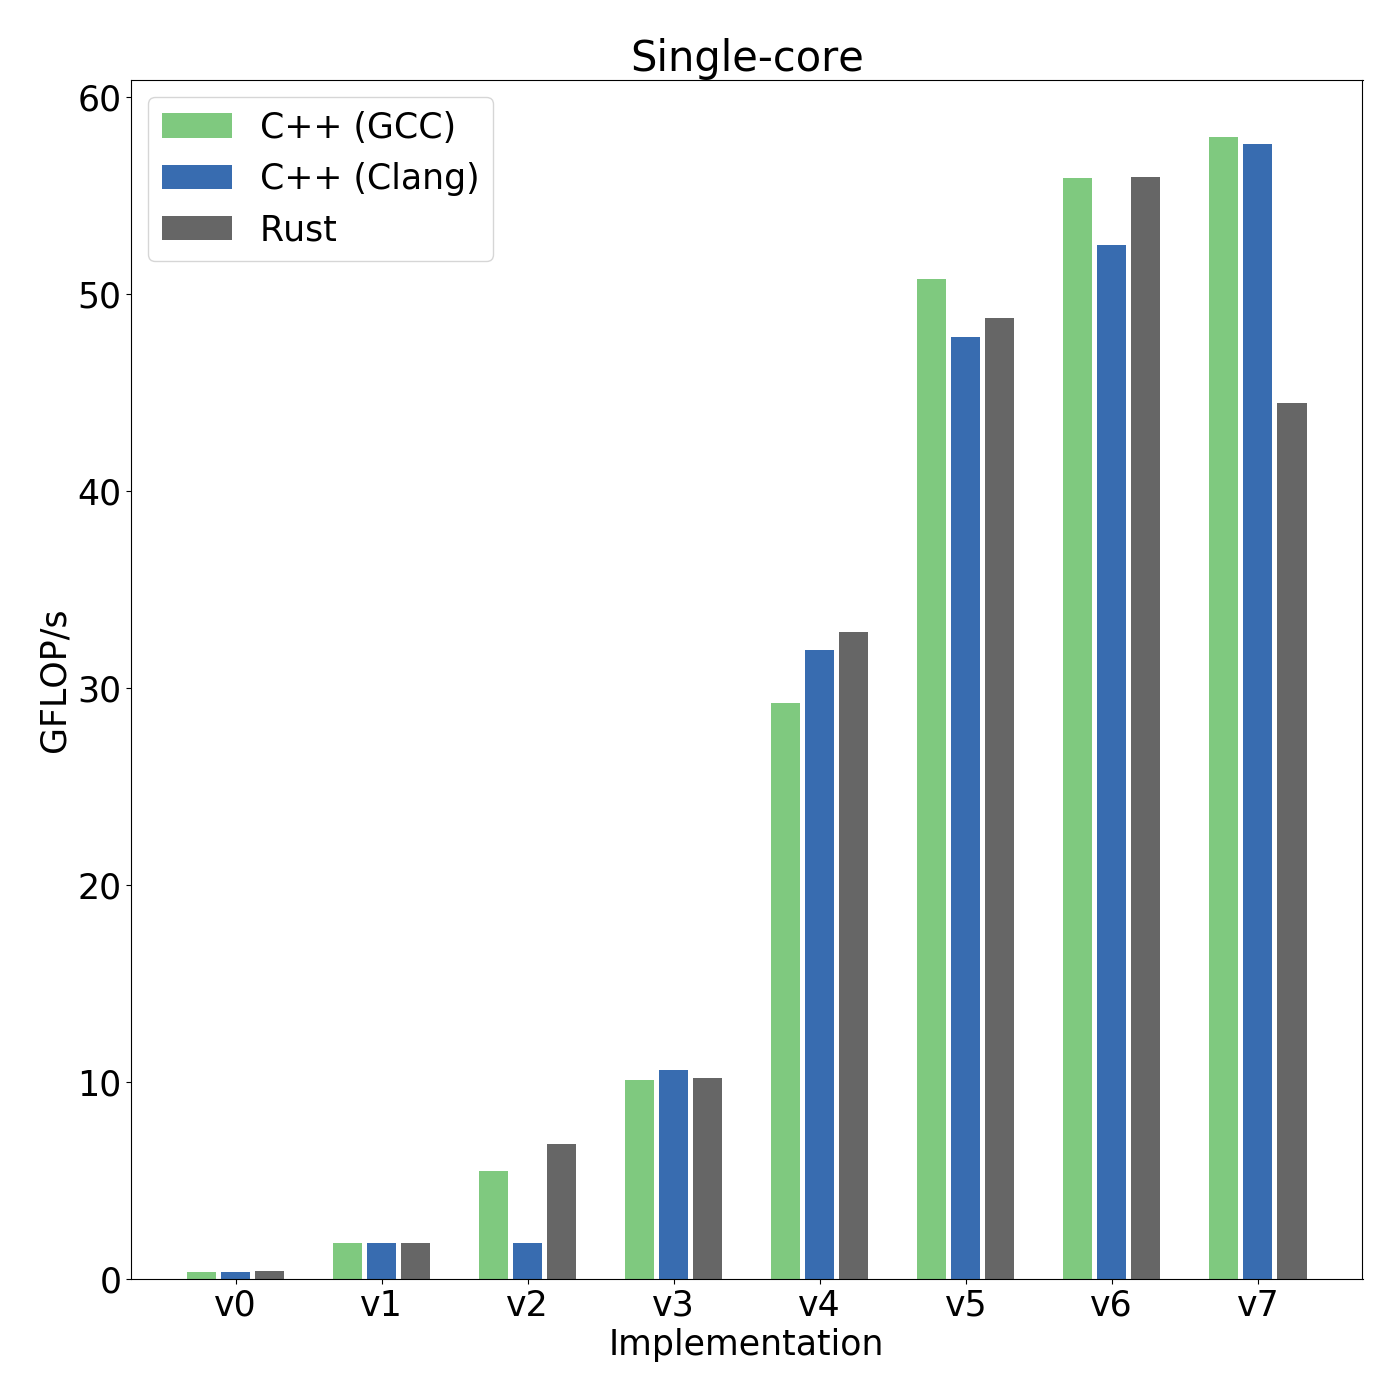 Single-core
C++ (GCC)
C++ (Clang)
Rust
GFLOP/s
60
50
40
30
20
10
0
v0 v1 v2 v3 v4 v5 v6 v7
Implementation